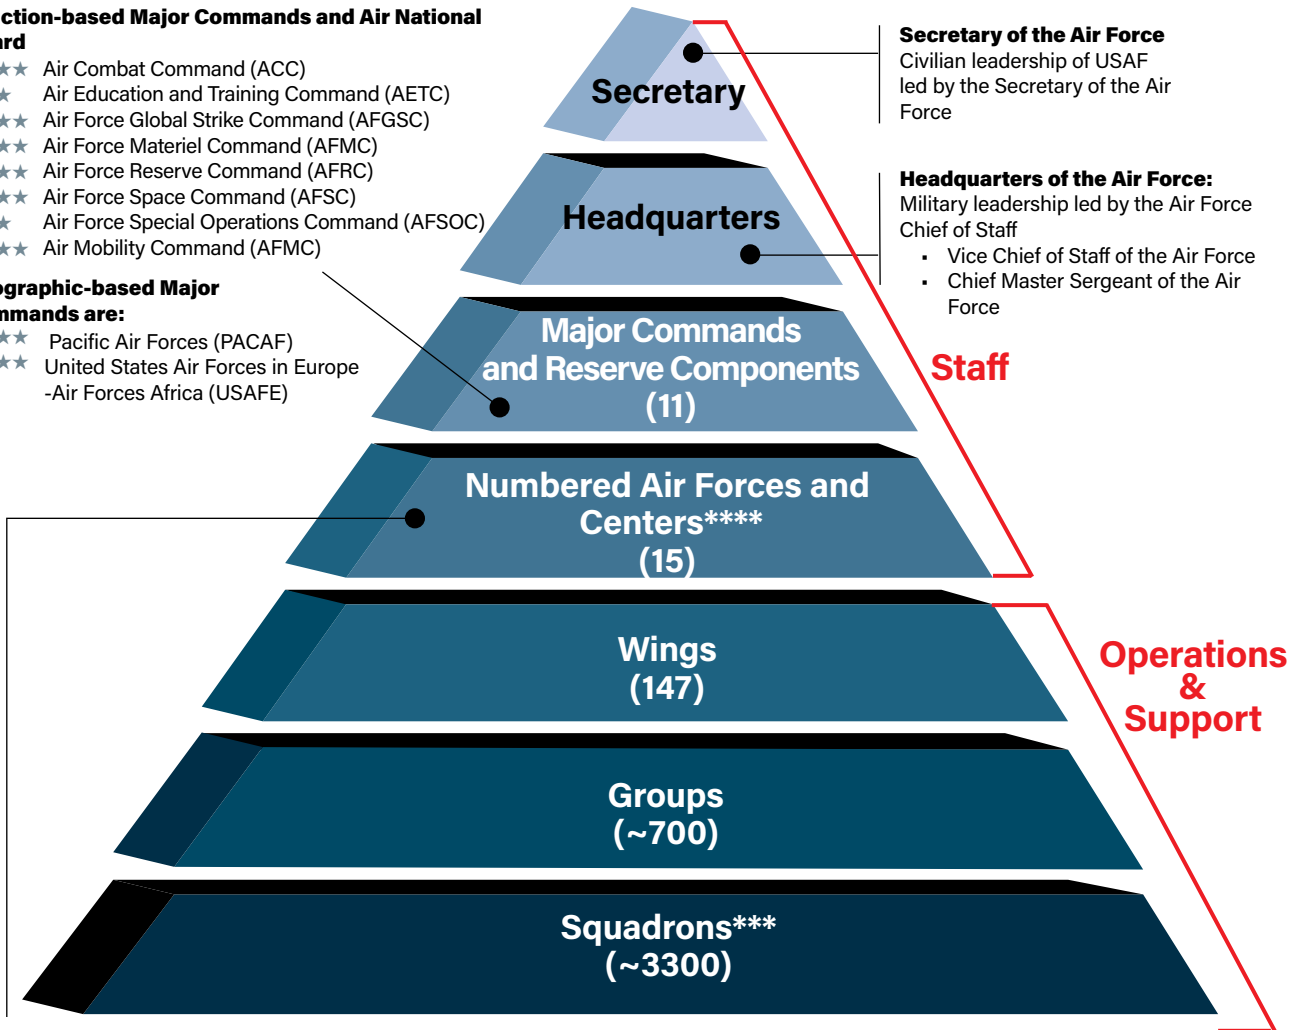 ction-based Major Commands and Air National
ard
★★ Air Combat Command (ACC)
★ Air Education and Training Command (AETC)
★★ Air Force Global Strike Command (AFGSC)
★★ Air Force Materiel Command (AFMC)
★★ Air Force Reserve Command (AFRC)
★★ Air Force Space Command (AFSC)
★ Air Force Special Operations Command (AFSOC)
★★ Air Mobility Command (AFMC)
ographic-based Major
mmands are:
★★ Pacific Air Forces (PACAF)
★★ United States Air Forces in Europe
-Air Forces Africa (USAFE)
Secretary
Secretary of the Air Force
Civilian leadership of USAF
led by the Secretary of the Air
Force
Headquarters
Headquarters of the Air Force:
Military leadership led by the Air Force
Chief of Staff
▪ Vice Chief of Staff of the Air Force
▪ Chief Master Sergeant of the Air
Force
Major Commands
and Reserve Components
(11)
Staff
Numbered Air Forces and
Centers****
(15)
Wings
(147)
Operations
&
Support
Groups
(~700)
Squadrons***
(~3300)